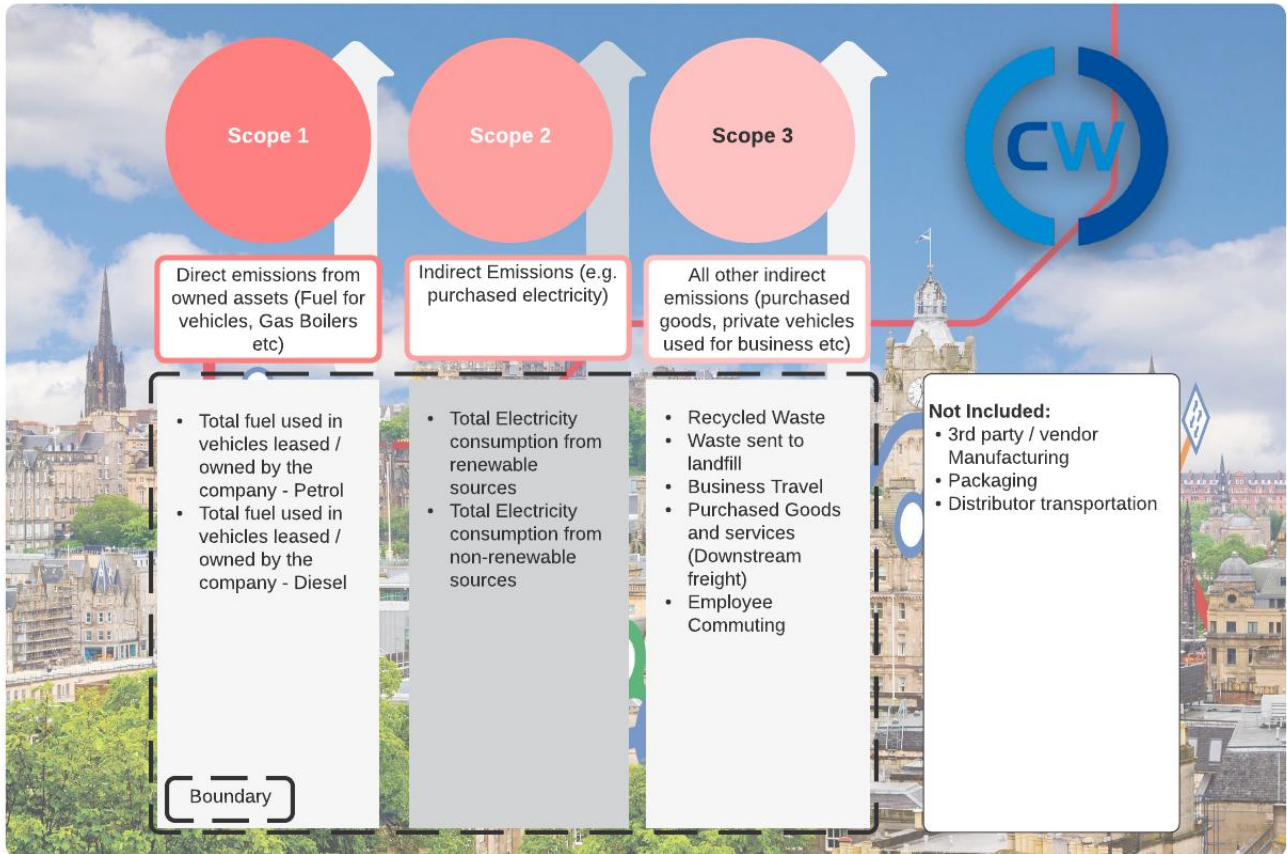 Scope 1
Scope 2
Scope 3
CW
Direct emissions from
owned assets (Fuel for
vehicles, Gas Boilers
etc)
Indirect Emissions (e.g.
purchased electricity)
All other indirect
emissions (purchased
goods, private vehicles
used for business etc)
• Total fuel used in
vehicles leased /
owned by the
company - Petrol
• Total fuel used in
vehicles leased /
owned by the
company - Diesel
• Total Electricity
consumption from
renewable
sources
• Total Electricity
consumption from
non-renewable
sources
• Recycled Waste
• Waste sent to
landfill
• Business Travel
• Purchased Goods
and services
(Downstream
freight)
• Employee
Commuting
Not Included:
• 3rd party / vendor
Manufacturing
• Packaging
• Distributor transportation
Boundary